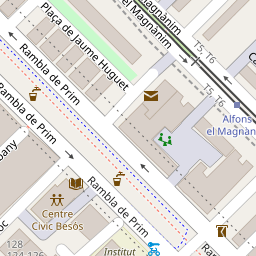 Plaça de Jaume Huguet
el Magnànim
Magnànim
T5, T6
T5, T6
Rambla de Prim
Rambla de Prim
Alfons
el Magnàn
Rambla de Prim
Centre
Cívic Besòs
128
124-126
Institut